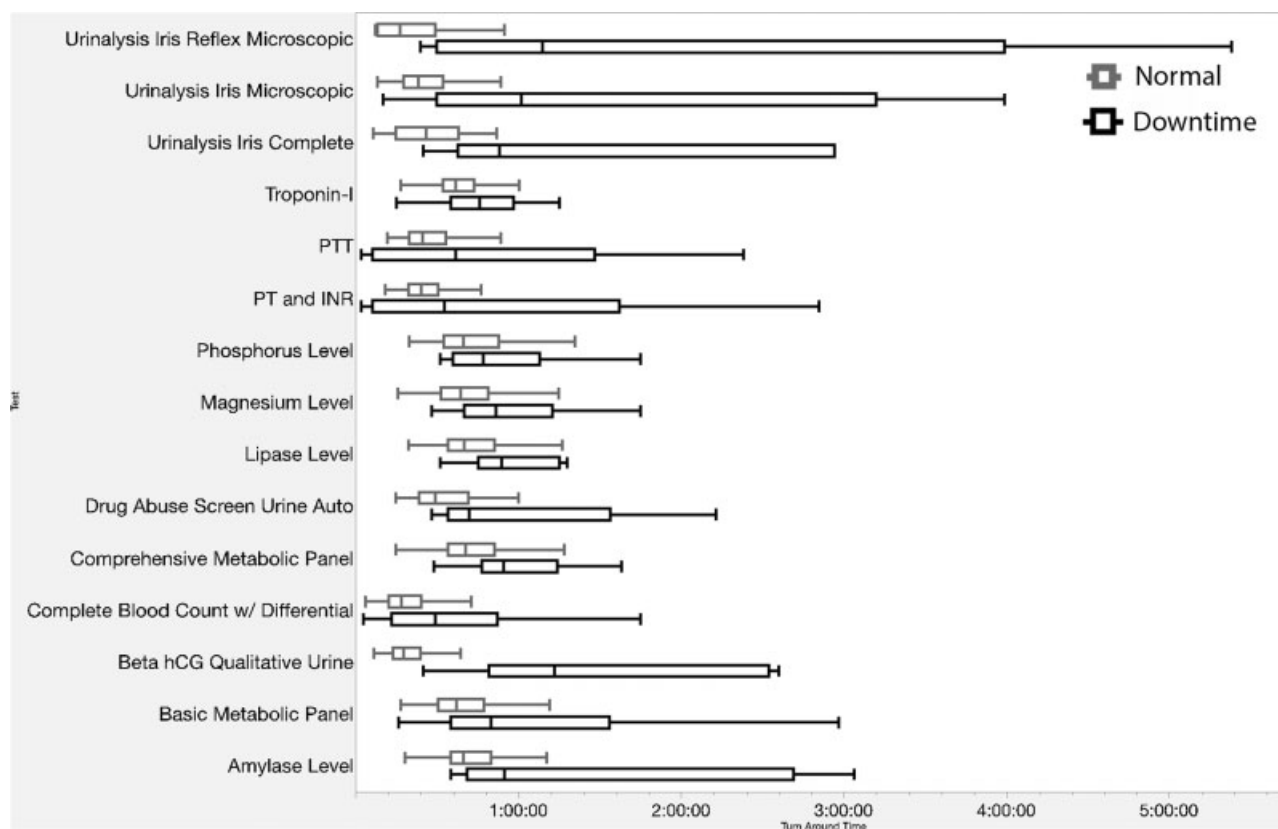 Urinalysis Iris Reflex Microscopic
Normal
Urinalysis Iris Microscopic
Downtime
Urinalysis Iris Complete
Troponin-I
PTT
PT and INR
Phosphorus Level
Magnesium Level
Test
Lipase Level
Drug Abuse Screen Urine Auto
Comprehensive Metabolic Panel
Complete Blood Count w/ Differential
Beta hCG Qualitative Urine
Basic Metabolic Panel
Amylase Level
1:00:00 2:00:00 3:00:00 4:00:00 5:00:00
Turn Around Time